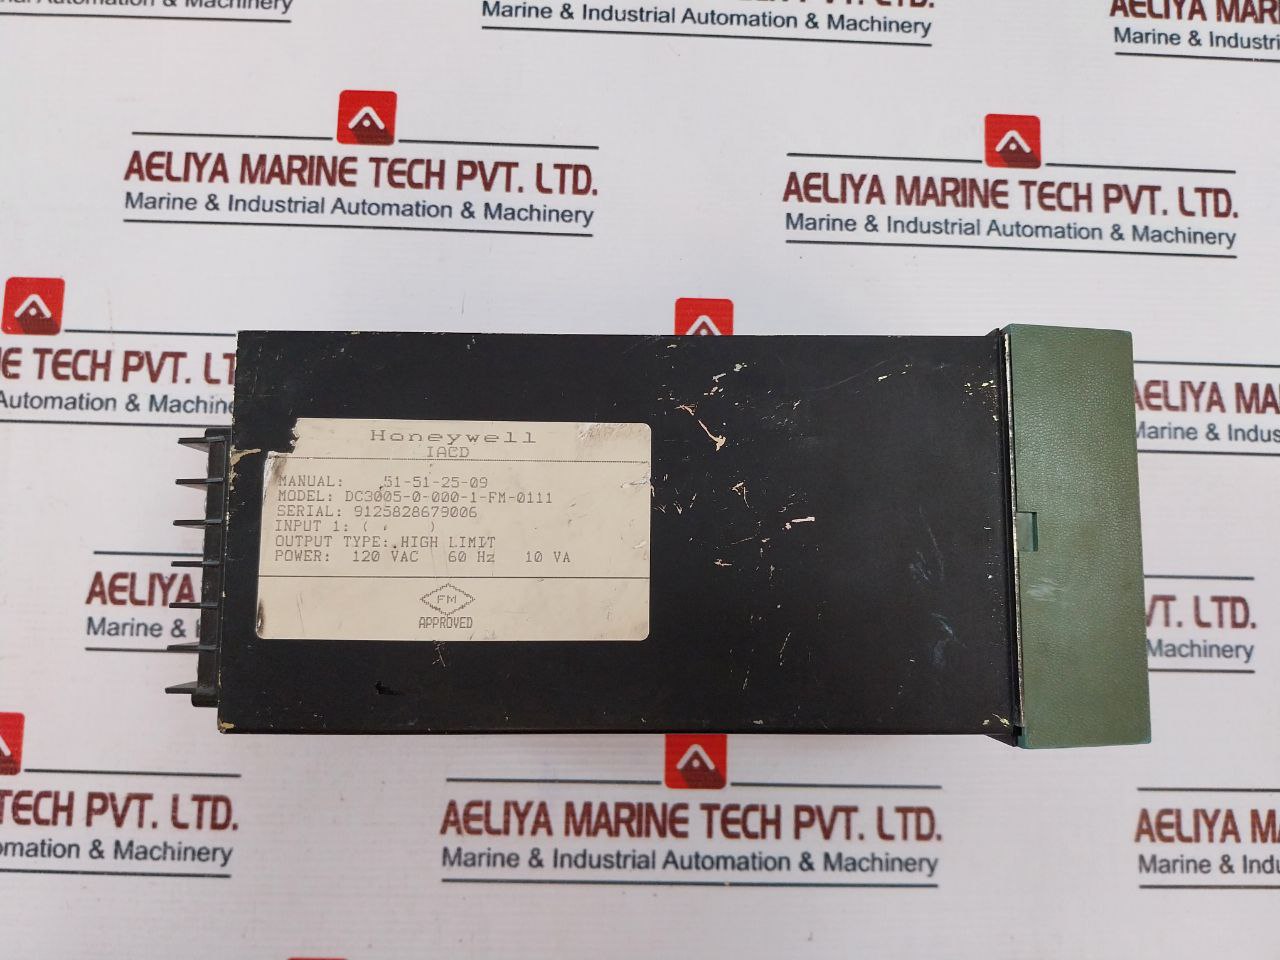 Marine & Industrial Automation & Machinery
AELIYA MAR
Marine & Industri
AELIYA MARINE TECH PVT. LTD.
Marine & Industrial Automation & Machinery
AELIYA MARINE TECH PVT. LTD.
Marine & Industrial Automation & Machinery
E TECH PVT. LT
Automation & Machine
AELIYA MA
Marine & Indus
Honeywell
IACD
MANUAL: 51-51-25-09
MODEL: DC3005-0-000-1-FM-0111
SERIAL: 9125828679006
INPUT 1: ( , )
OUTPUT TYPE: HIGH LIMIT
POWER: 120 VAC 60 Hz 10 VA
FM
APPROVED
AELIYA
Marine &
VT. LTD.
Machinery
TECH PVT. LTD.
omation & Machinery
AELIYA MARINE TECH PVT. LTD.
Marine & Industrial Automation & Machinery
AELIYA M
Marine & Ind